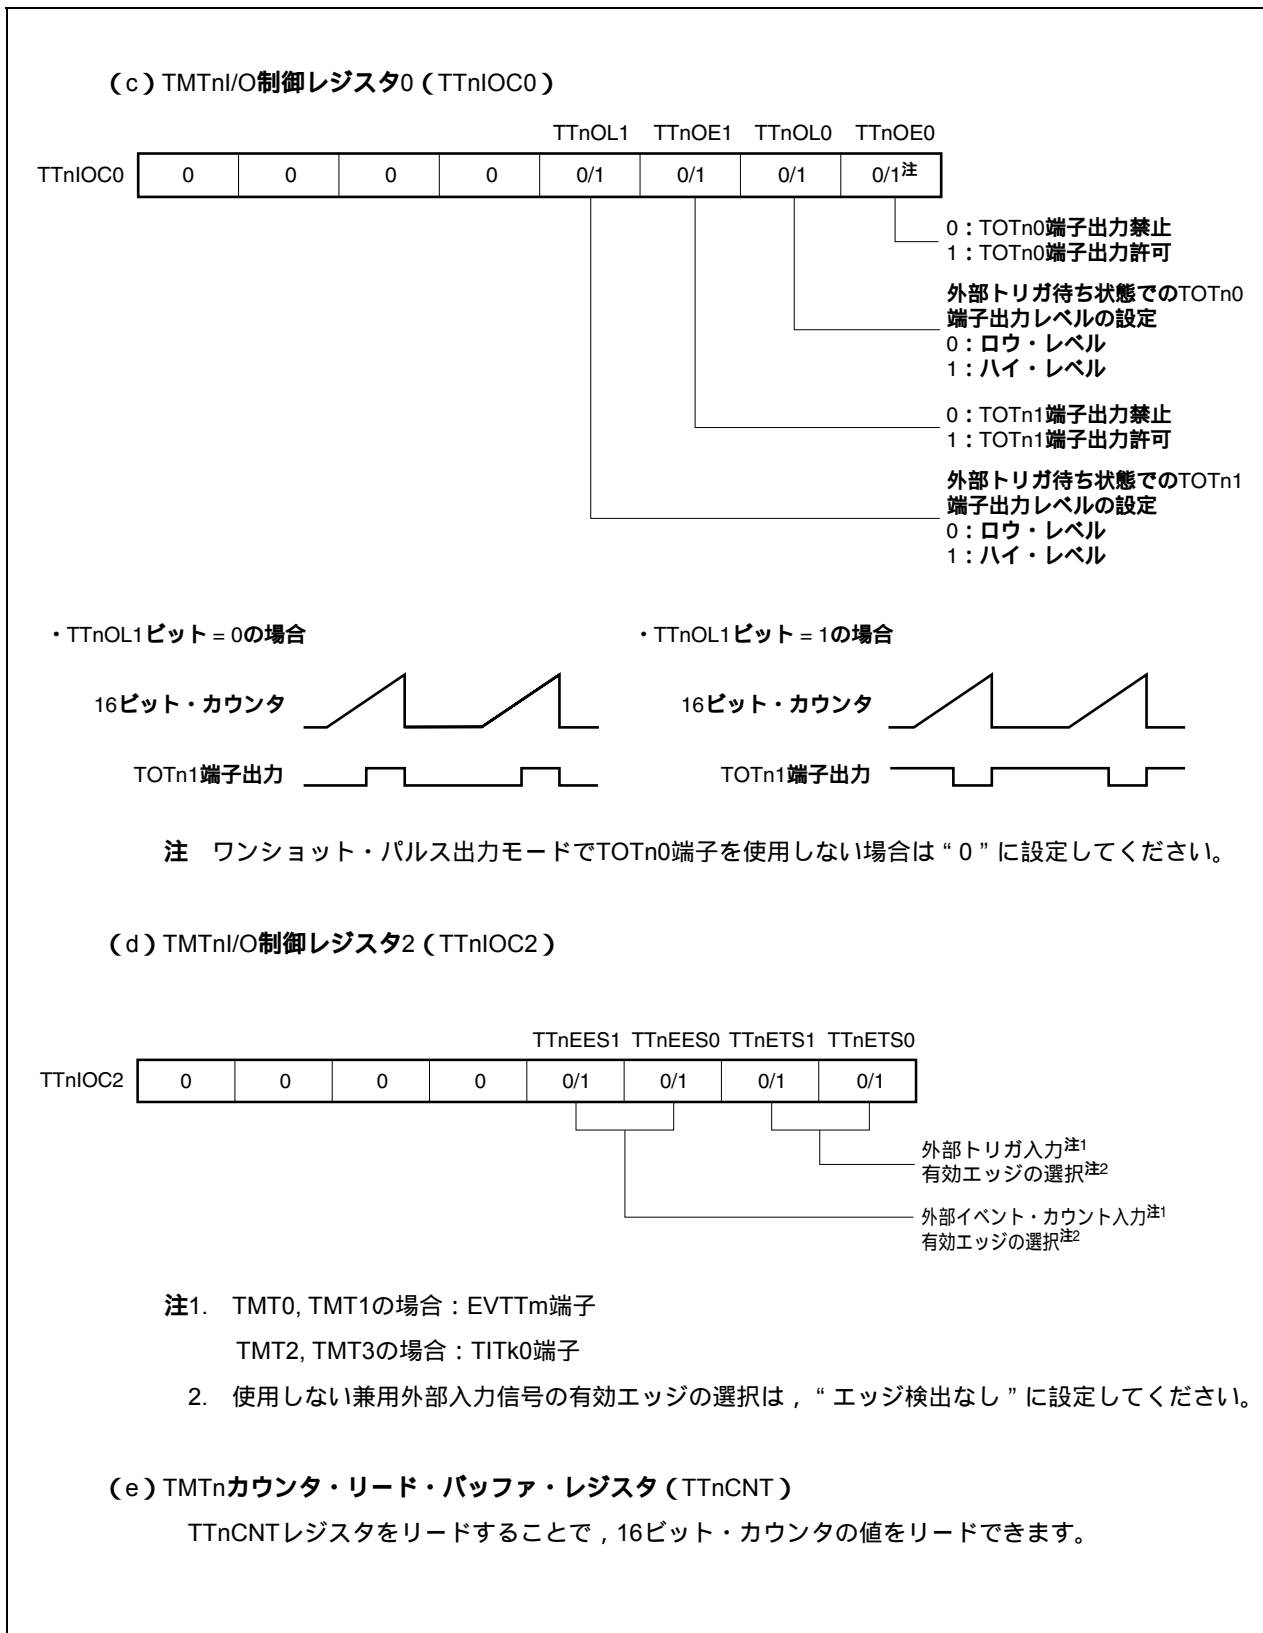 （c）TMTnI/O制御レジスタ0（TTnIOC0）
TTnOL1 TTnOE1 TTnOL0 TTnOE0
TTnIOC0 0 0 0 0 0/1 0/1 0/1 0/1注
0：TOTn0端子出力禁止
1：TOTn0端子出力許可
外部トリガ待ち状態でのTOTn0
端子出力レベルの設定
0：ロウ・レベル
1：ハイ・レベル
0：TOTn1端子出力禁止
1：TOTn1端子出力許可
外部トリガ待ち状態でのTOTn1
端子出力レベルの設定
0：ロウ・レベル
1：ハイ・レベル
・TTnOL1ビット = 0の場合
16ビット・カウンタ
TOTn1端子出力
・TTnOL1ビット = 1の場合
16ビット・カウンタ
TOTn1端子出力
注　ワンショット・パルス出力モードでTOTn0端子を使用しない場合は“0”に設定してください。
（d）TMTnI/O制御レジスタ2（TTnIOC2）
TTnEES1 TTnEES0 TTnETS1 TTnETS0
TTnIOC2 0 0 0 0 0/1 0/1 0/1 0/1
外部トリガ入力注1
有効エッジの選択注2
外部イベント・カウント入力注1
有効エッジの選択注2
注1.　TMT0, TMT1の場合：EVTTm端子
TMT2, TMT3の場合：TITk0端子
2.　使用しない兼用外部入力信号の有効エッジの選択は，“エッジ検出なし”に設定してください。
（e）TMTnカウンタ・リード・バッファ・レジスタ（TTnCNT）
TTnCNTレジスタをリードすることで，16ビット・カウンタの値をリードできます。